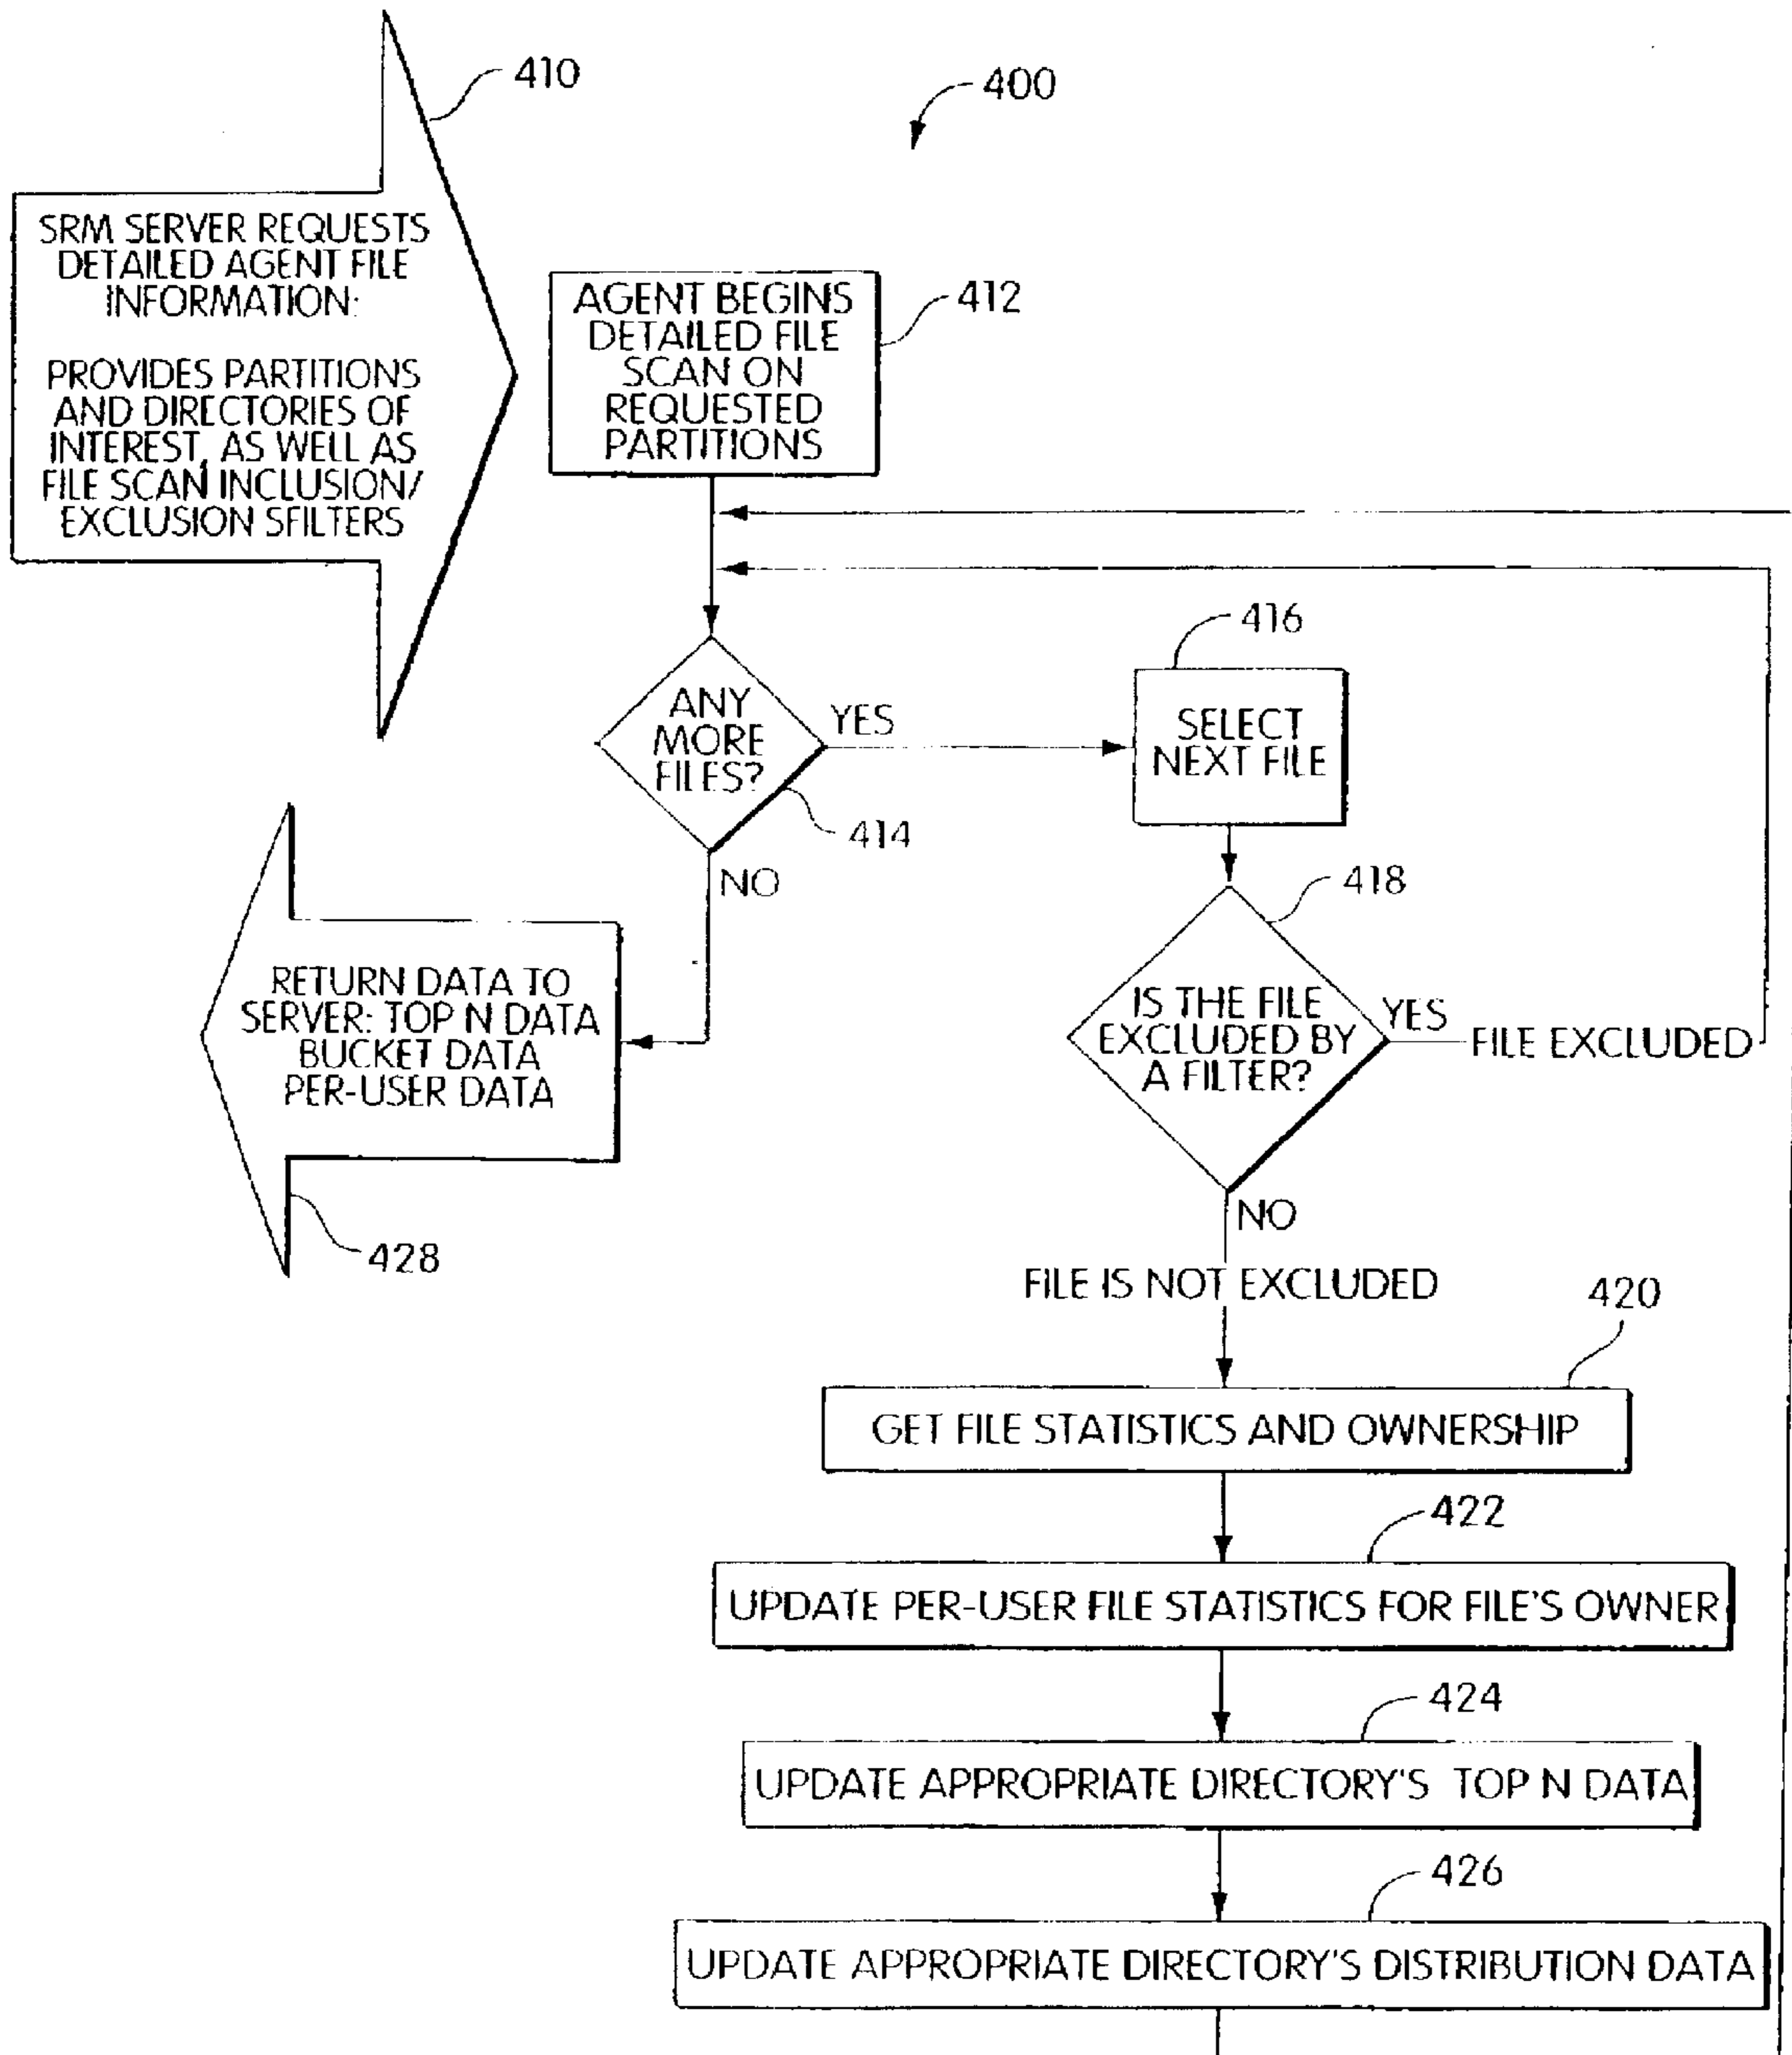 410
400
SRM SERVER REQUESTS
DETAILED AGENT FILE
INFORMATION:
PROVIDES PARTITIONS
AND DIRECTORIES OF
INTEREST, AS WELL AS
FILE SCAN INCLUSION/
EXCLUSION SFILTERS
AGENT BEGINS
DETAILED FILE
SCAN ON
REQUESTED
PARTITIONS
412
ANY
MORE
FILES?
YES
414
NO
416
SELECT
NEXT FILE
418
IS THE FILE
EXCLUDED BY
A FILTER?
YES
FILE EXCLUDED
NO
FILE IS NOT EXCLUDED
RETURN DATA TO
SERVER: TOP N DATA
BUCKET DATA
PER-USER DATA
428
420
GET FILE STATISTICS AND OWNERSHIP
422
UPDATE PER-USER FILE STATISTICS FOR FILE'S OWNER
424
UPDATE APPROPRIATE DIRECTORY'S TOP N DATA
426
UPDATE APPROPRIATE DIRECTORY'S DISTRIBUTION DATA